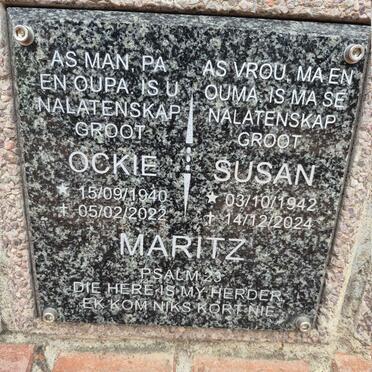 AS MAN, PA
EN OUPA, IS U
NALATENSKAP
GROOT
OCKIE
★ 15/09/1940
✝ 05/02/2022
AS VROU, MA EN
OUMA, IS MA SE
NALATENSKAP
GROOT
SUSAN
★ 03/10/1942
✝ 14/12/2024
MARITZ
PSALM 23
DIE HERE IS MY HERDER,
EK KOM NIKS KORT NIE.